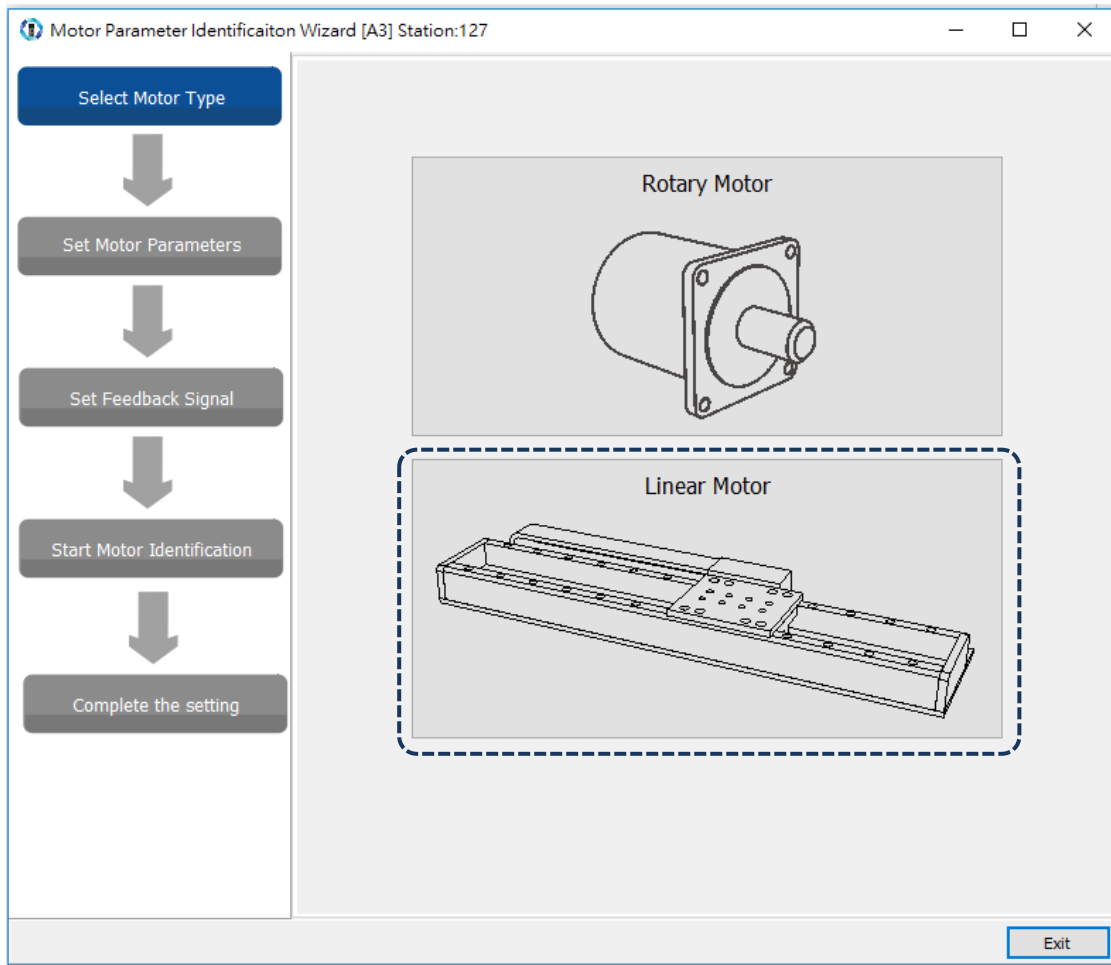 Motor Parameter Identificaiton Wizard [A3] Station:127
Select Motor Type
Set Motor Parameters
Set Feedback Signal
Start Motor Identification
Complete the setting
Rotary Motor
Linear Motor
Exit